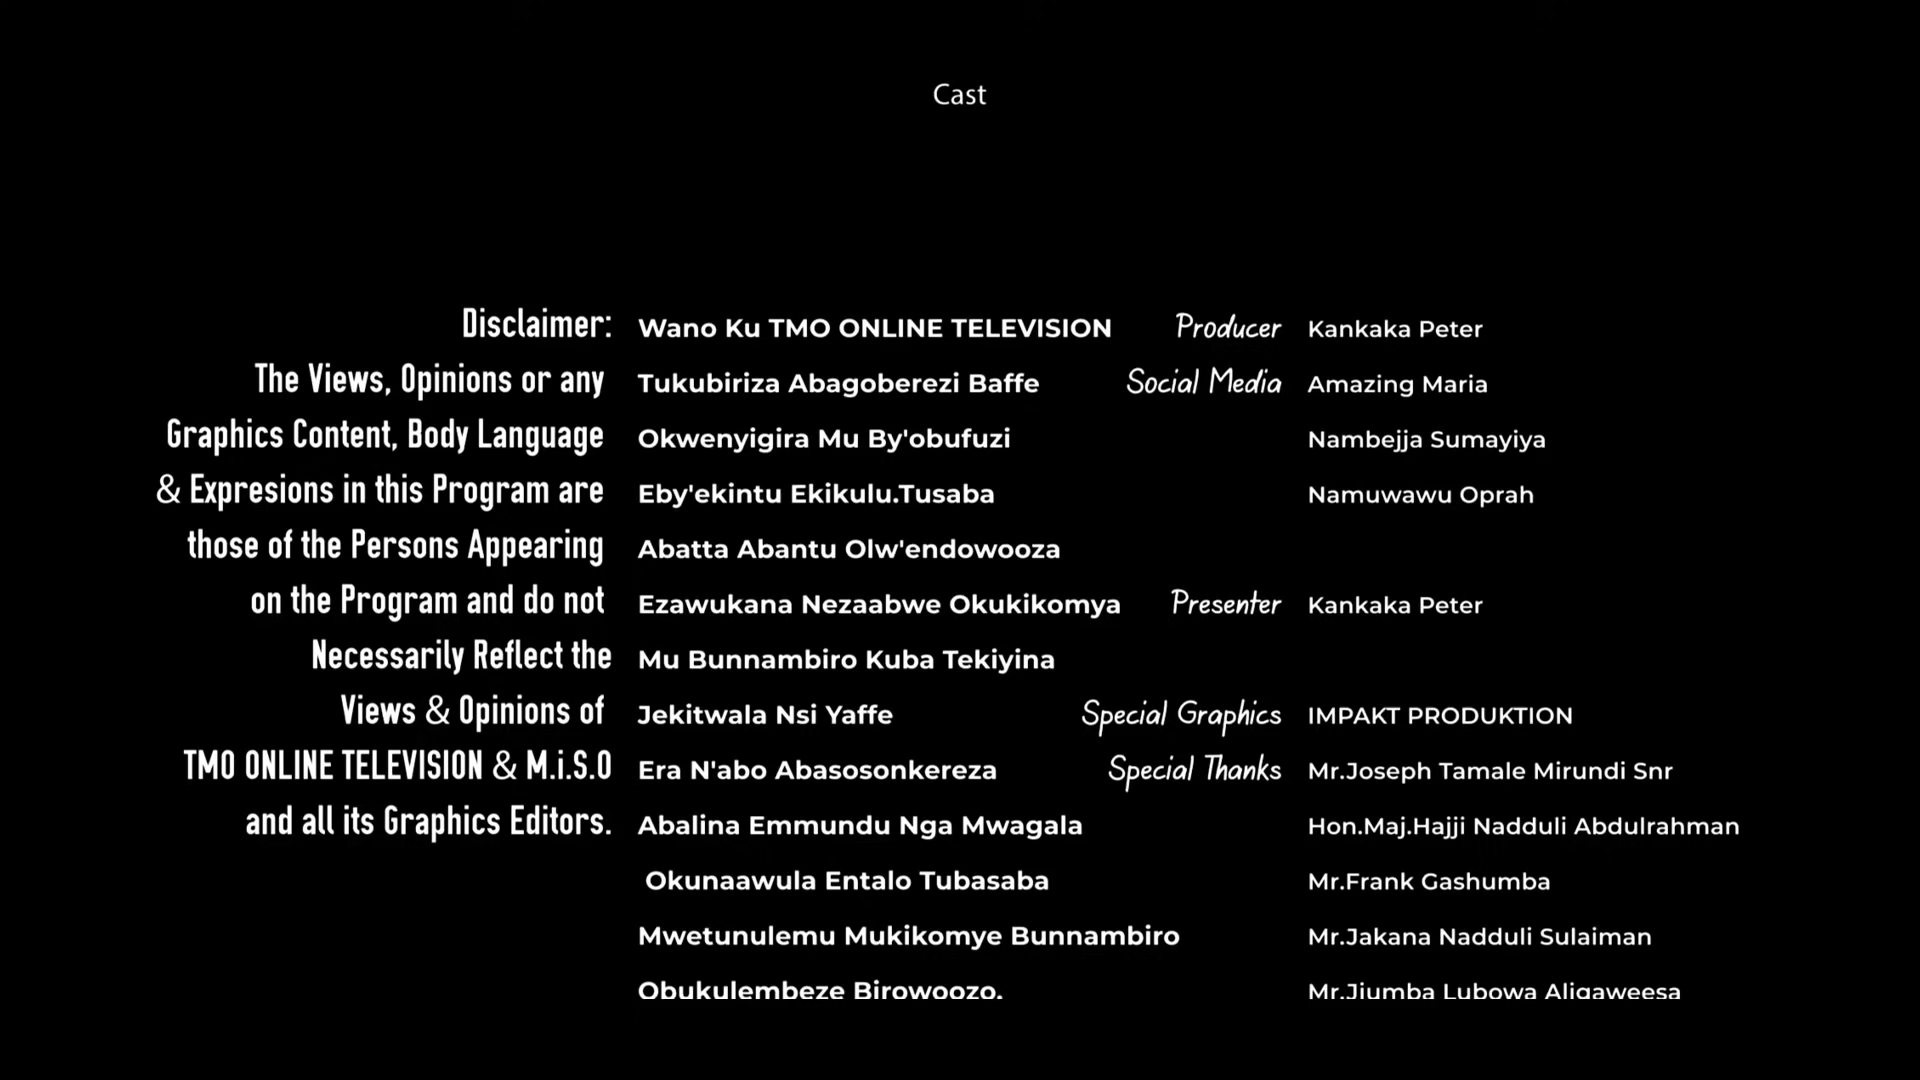 Cast
Disclaimer:
The Views, Opinions or any
Graphics Content, Body Language
& Expresions in this Program are
those of the Persons Appearing
on the Program and do not
Necessarily Reflect the
Views & Opinions of
TMO ONLINE TELEVISION & M.i.S.O
and all its Graphics Editors.
Wano Ku TMO ONLINE TELEVISION
Tukubiriza Abagoberezi Baffe
Okwenyigira Mu By'obufuzi
Eby'ekintu Ekikulu.Tusaba
Abatta Abantu Olw'endowooza
Ezawukana Nezaabwe Okukikomya
Mu Bunnambiro Kuba Tekiyina
Jekitwala Nsi Yaffe
Era N'abo Abasosonkereza
Abalina Emmundu Nga Mwagala
Okunaawula Entalo Tubasaba
Mwetunulemu Mukikomye Bunnambiro
Obukulembeze Birowoozo.
Producer Kankaka Peter
Social Media Amazing Maria
Nambejja Sumayiya
Namuwawu Oprah
Presenter Kankaka Peter
Special Graphics IMPAKT PRODUKTION
Special Thanks Mr.Joseph Tamale Mirundi Snr
Hon.Maj.Hajji Nadduli Abdulrahman
Mr.Frank Gashumba
Mr.Jakana Nadduli Sulaiman
Mr.Jjumba Lubowa Aligaweesa